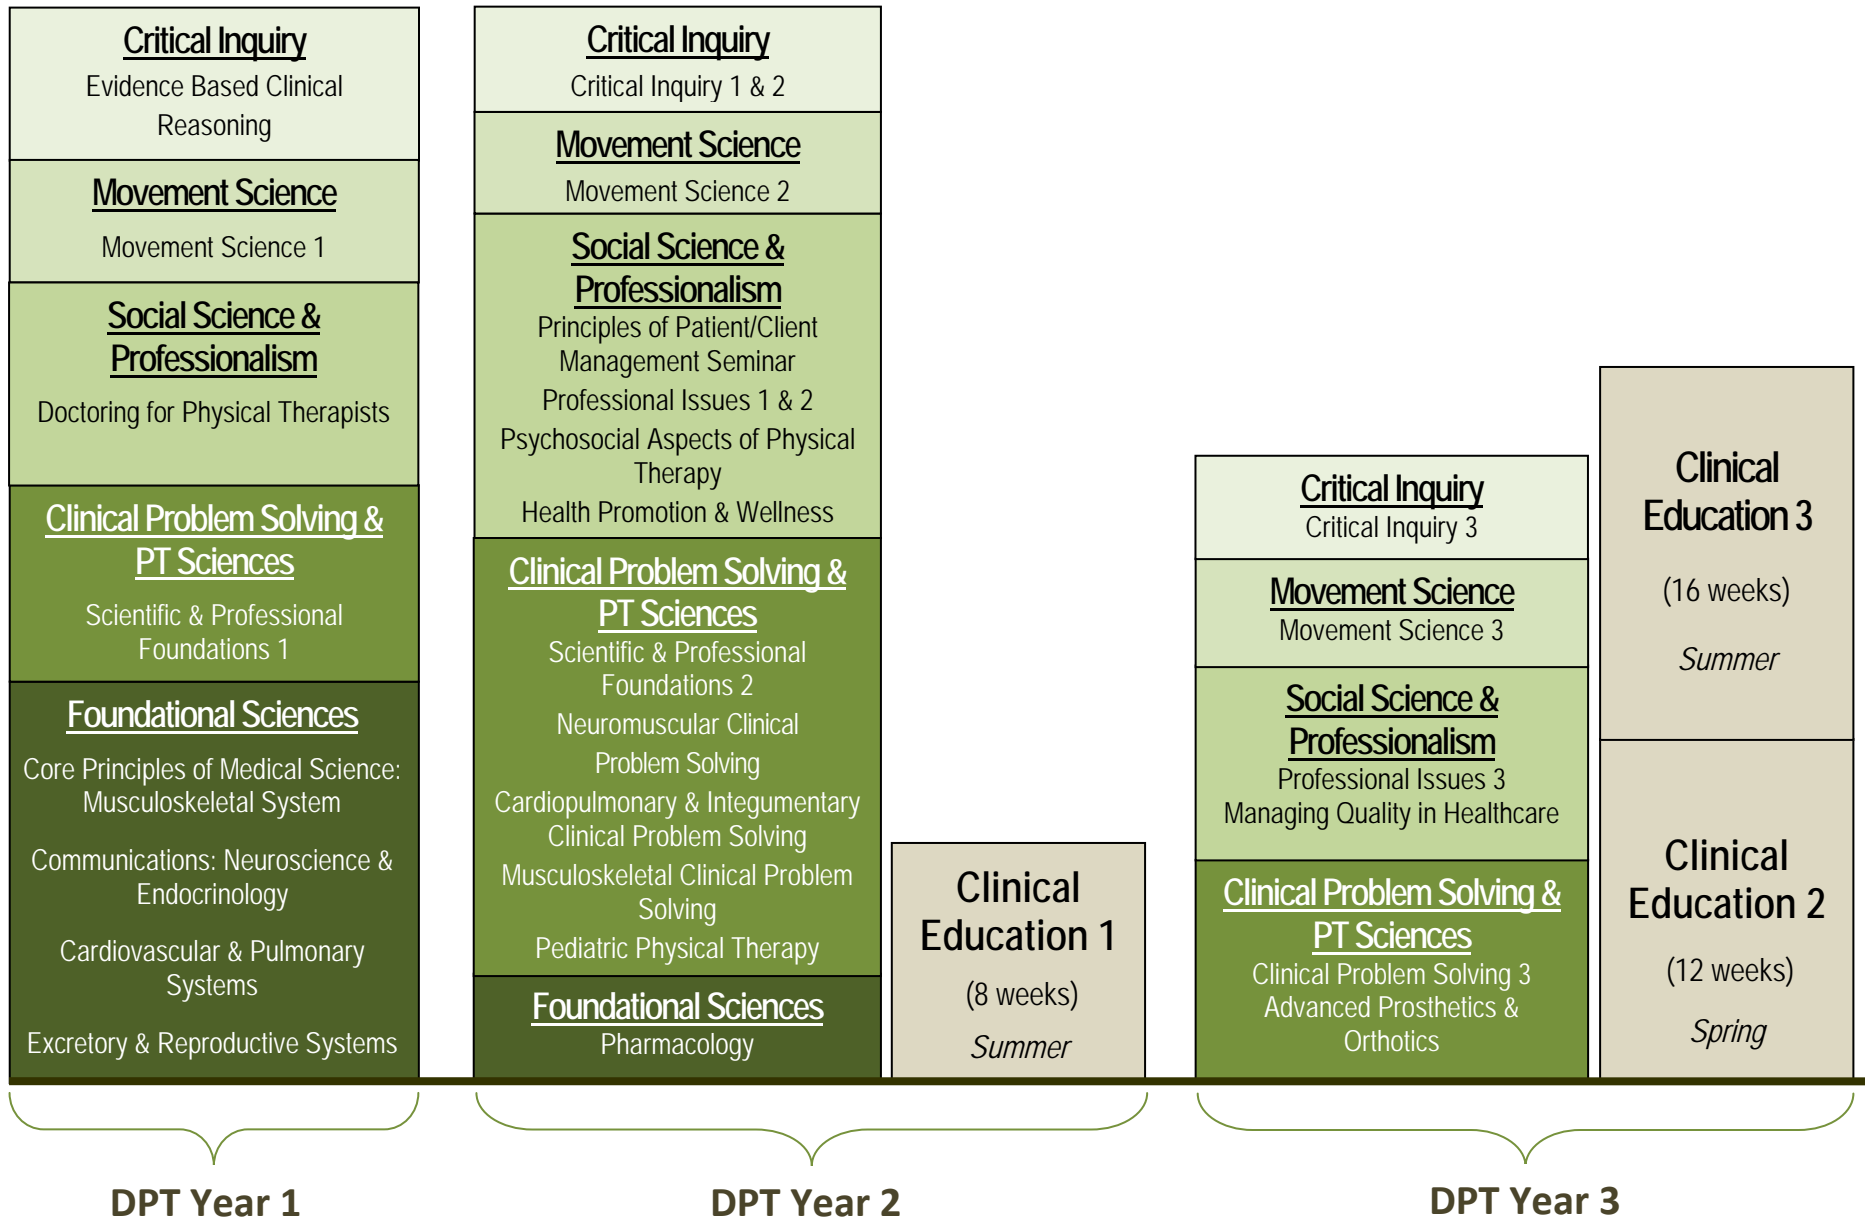 Critical Inquiry
Evidence Based Clinical
Reasoning
Movement Science
Movement Science 1
Social Science &
Professionalism
Doctoring for Physical Therapists
Clinical Problem Solving &
PT Sciences
Scientific & Professional
Foundations 1
Foundational Sciences
Core Principles of Medical Science:
Musculoskeletal System
Communications: Neuroscience &
Endocrinology
Cardiovascular & Pulmonary
Systems
Excretory & Reproductive Systems
DPT Year 1
Critical Inquiry
Critical Inquiry 1 & 2
Movement Science
Movement Science 2
Social Science &
Professionalism
Principles of Patient/Client
Management Seminar
Professional Issues 1 & 2
Psychosocial Aspects of Physical
Therapy
Health Promotion & Wellness
Clinical Problem Solving &
PT Sciences
Scientific & Professional
Foundations 2
Neuromuscular Clinical
Problem Solving
Cardiopulmonary & Integumentary
Clinical Problem Solving
Musculoskeletal Clinical Problem
Solving
Pediatric Physical Therapy
Foundational Sciences
Pharmacology
Clinical
Education 1
(8 weeks)
Summer
DPT Year 2
Critical Inquiry
Critical Inquiry 3
Movement Science
Movement Science 3
Social Science &
Professionalism
Professional Issues 3
Managing Quality in Healthcare
Clinical Problem Solving &
PT Sciences
Clinical Problem Solving 3
Advanced Prosthetics &
Orthotics
Clinical
Education 3
(16 weeks)
Summer
Clinical
Education 2
(12 weeks)
Spring
DPT Year 3